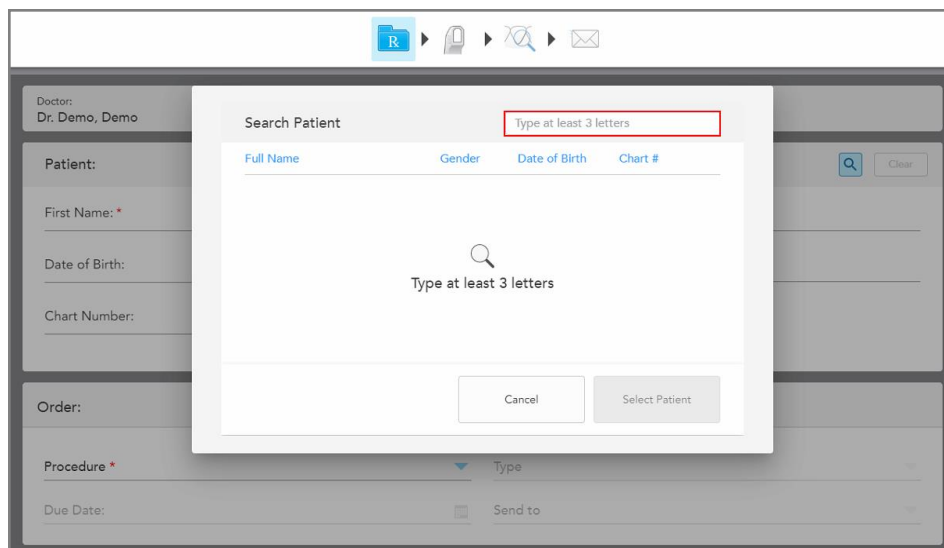 R
Doctor:
Dr. Demo, Demo
Search Patient
Type at least 3 letters
Patient:
Clear
Full Name Gender Date of Birth Chart #
First Name: *
Date of Birth:
Type at least 3 letters
Chart Number:
Cancel Select Patient
Order:
Procedure * Type
Due Date: Send to